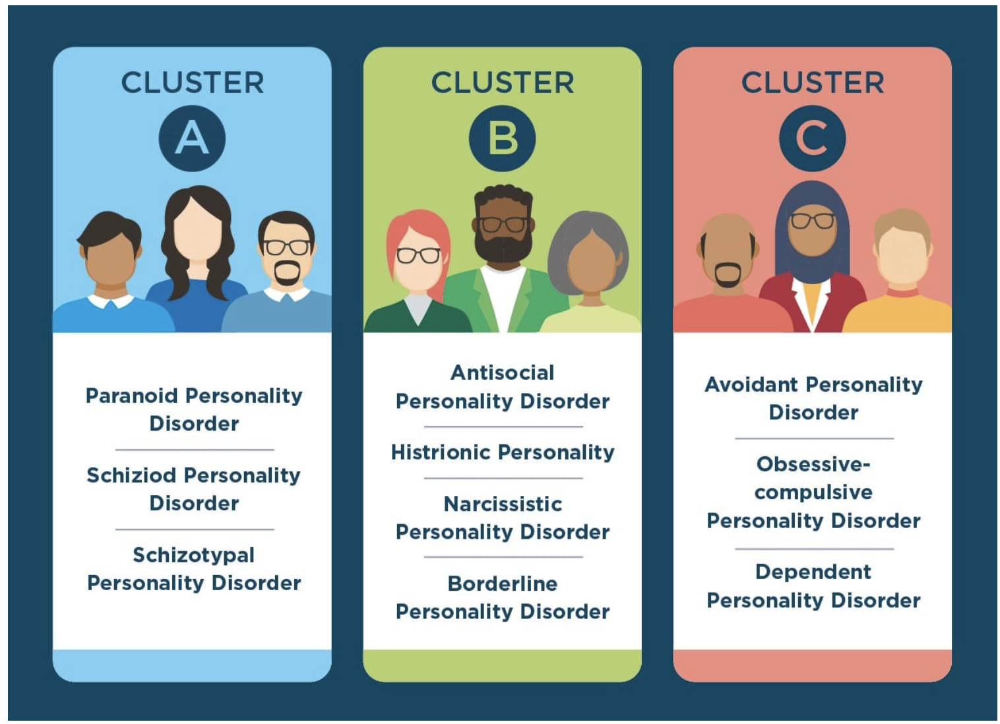 CLUSTER
A
Paranoid Personality
Disorder
Schiziod Personality
Disorder
Schizotypal
Personality Disorder
CLUSTER
B
Antisocial
Personality Disorder
Histrionic Personality
Narcissistic
Personality Disorder
Borderline
Personality Disorder
CLUSTER
C
Avoidant Personality
Disorder
Obsessive-
compulsive
Personality Disorder
Dependent
Personality Disorder